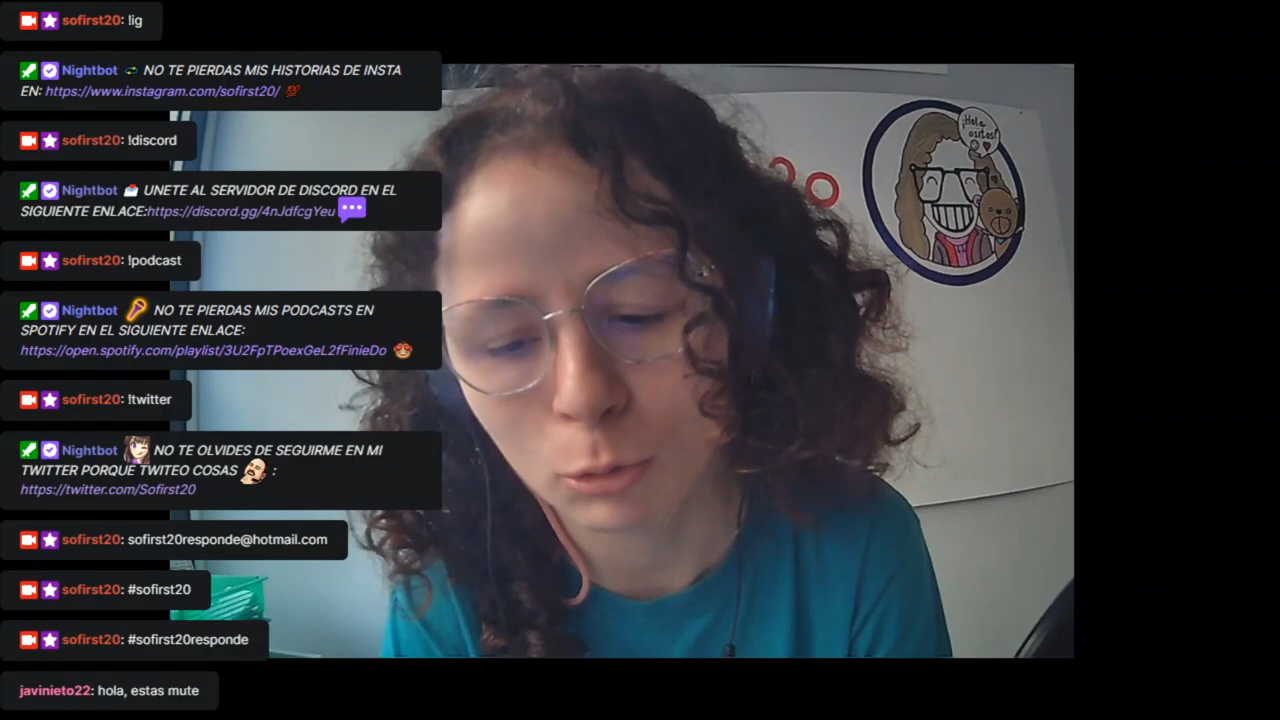 sofirst20: !ig
Nightbot NO TE PIERDAS MIS HISTORIAS DE INSTA
EN: https://www.instagram.com/sofirst20/ 💯
sofirst20: !discord
Nightbot UNETE AL SERVIDOR DE DISCORD EN EL
SIGUIENTE ENLACE:https://discord.gg/4nJdfcgYeu
sofirst20: !podcast
Nightbot NO TE PIERDAS MIS PODCASTS EN
SPOTIFY EN EL SIGUIENTE ENLACE:
https://open.spotify.com/playlist/3U2FpTPoexGeL2fFinieDo
sofirst20: !twitter
Nightbot NO TE OLVIDES DE SEGUIRME EN MI
TWITTER PORQUE TWITEO COSAS :
https://twitter.com/Sofirst20
sofirst20: sofirst20responde@hotmail.com
sofirst20: #sofirst20
sofirst20: #sofirst20responde
javinieto22: hola, estas mute
20
¡Hola
ositos!